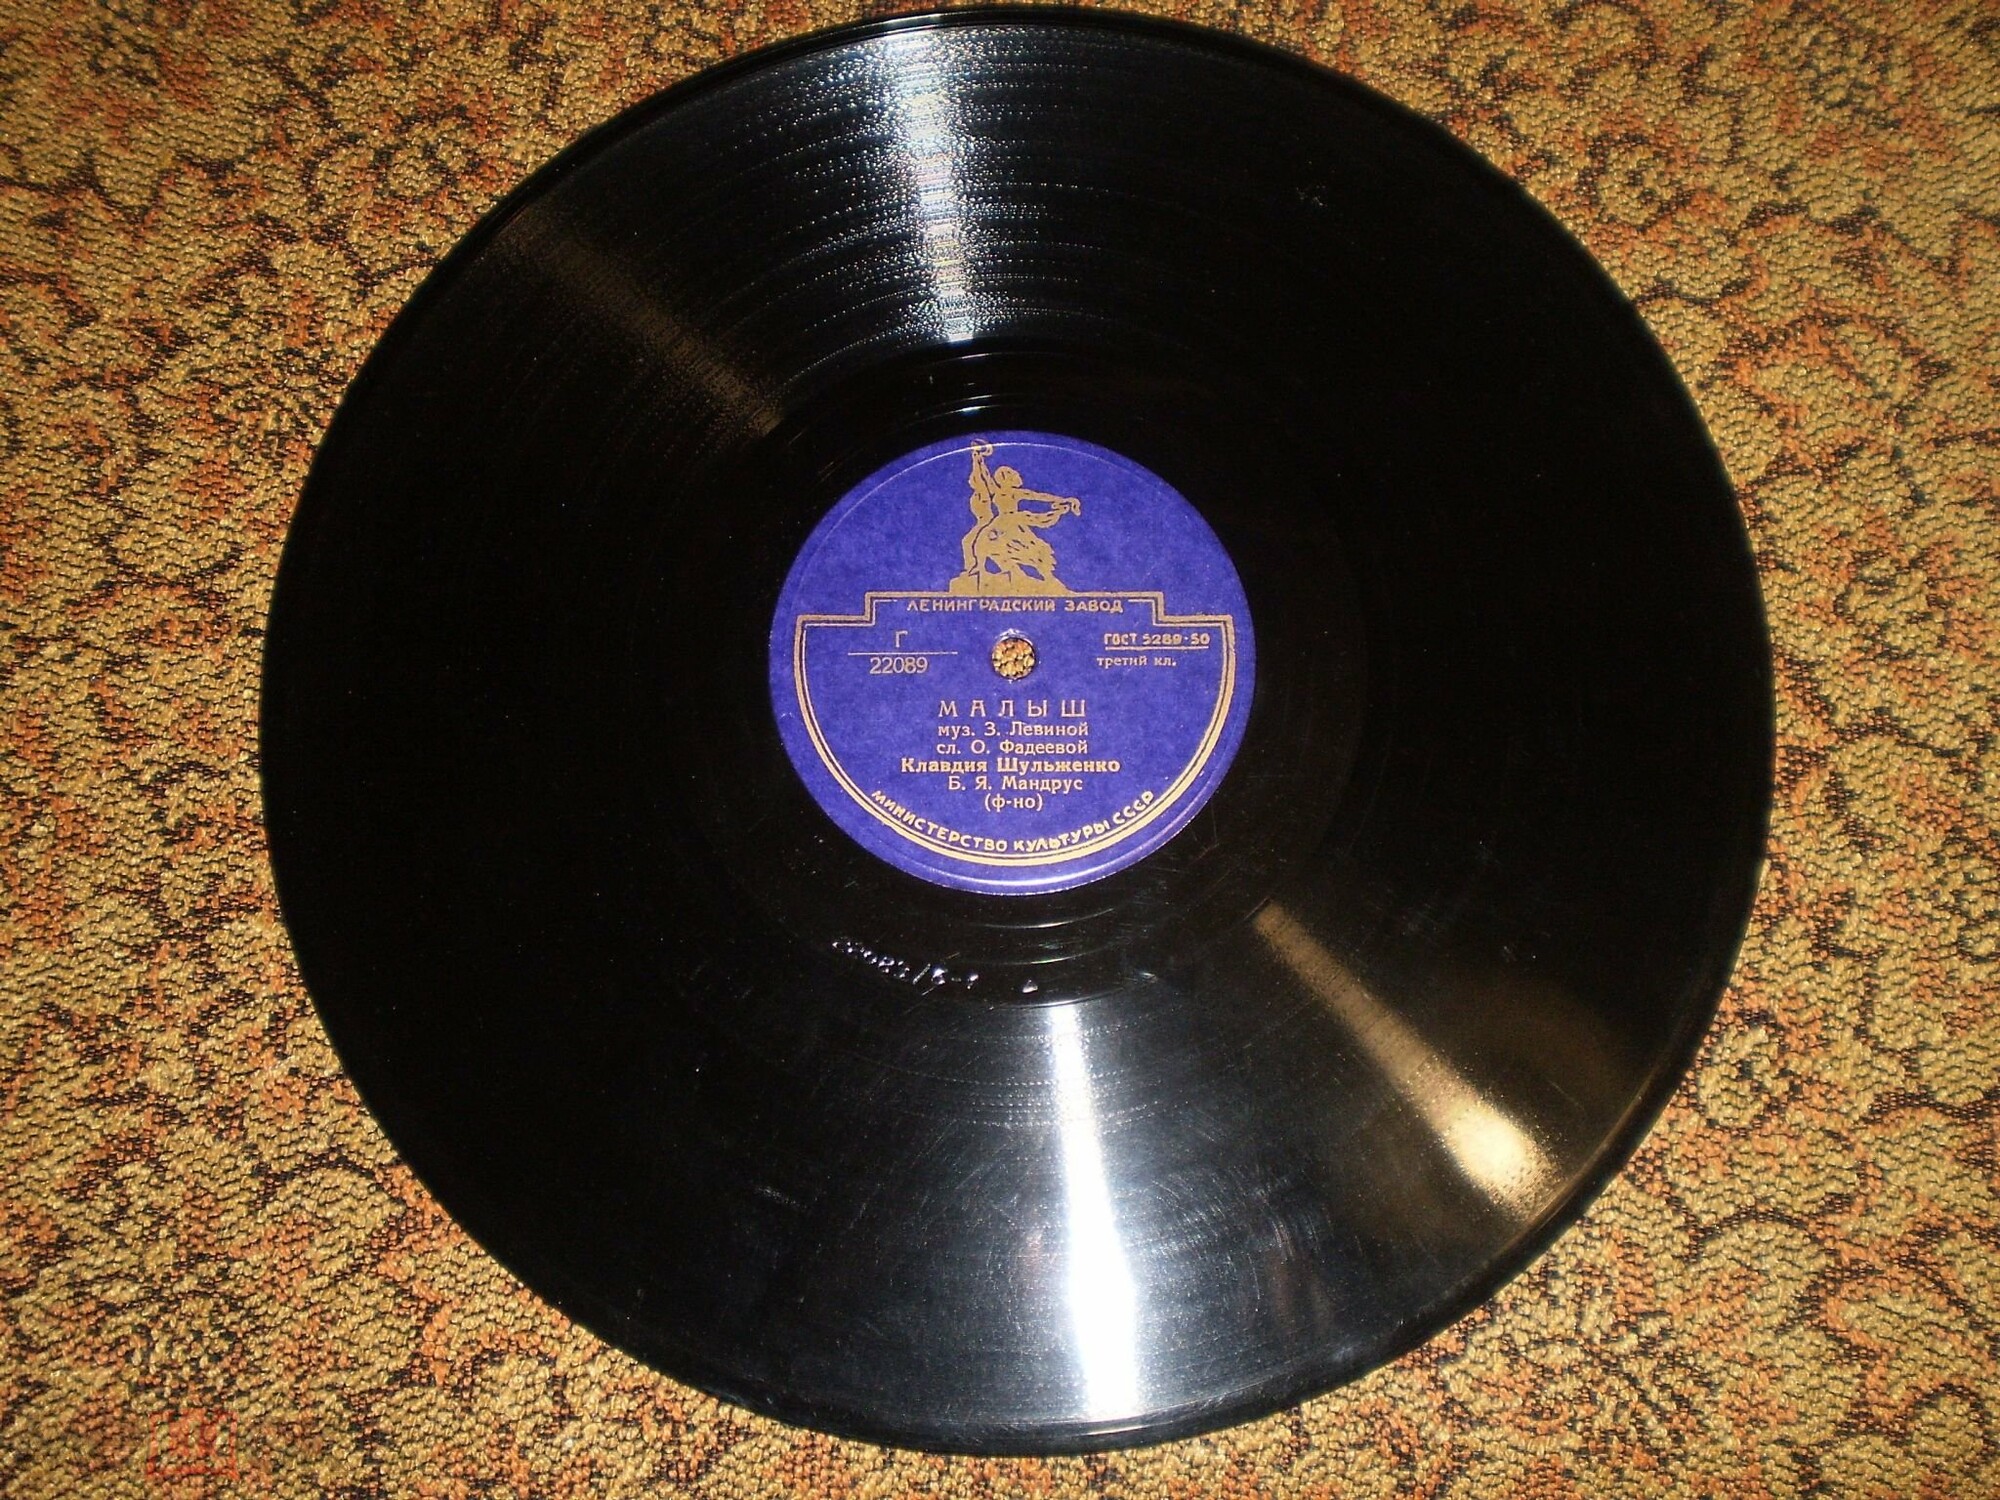 ЛЕНИНГРАДСКИЙ ЗАВОД
Г
22089
ГОСТ 5289-50
третий кл.
МАЛЫШ
муз. З. Левиной
сл. О. Фадеевой
Клавдия Шульженко
Б. Я. Мандрус
(ф-но)
МИНИСТЕРСТВО КУЛЬТУРЫ СССР